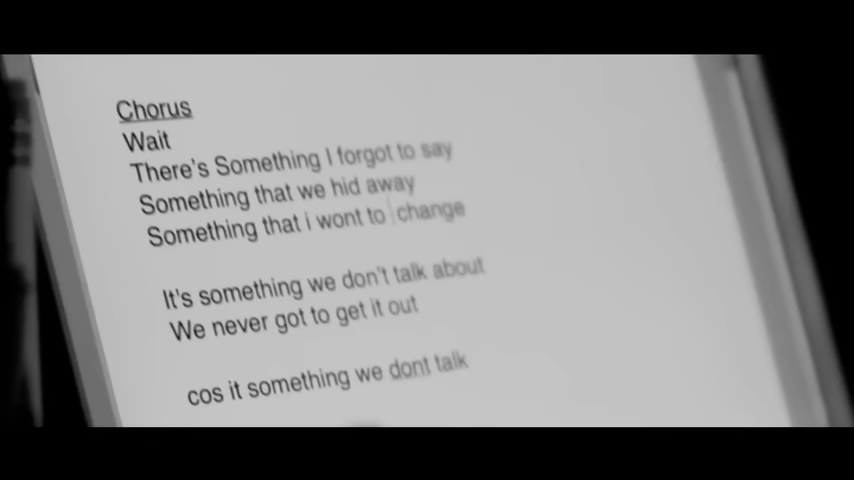 Chorus
Wait
There's Something I forgot to say
Something that we hid away
Something that i wont to change
It's something we don't talk about
We never got to get it out
cos it something we dont talk